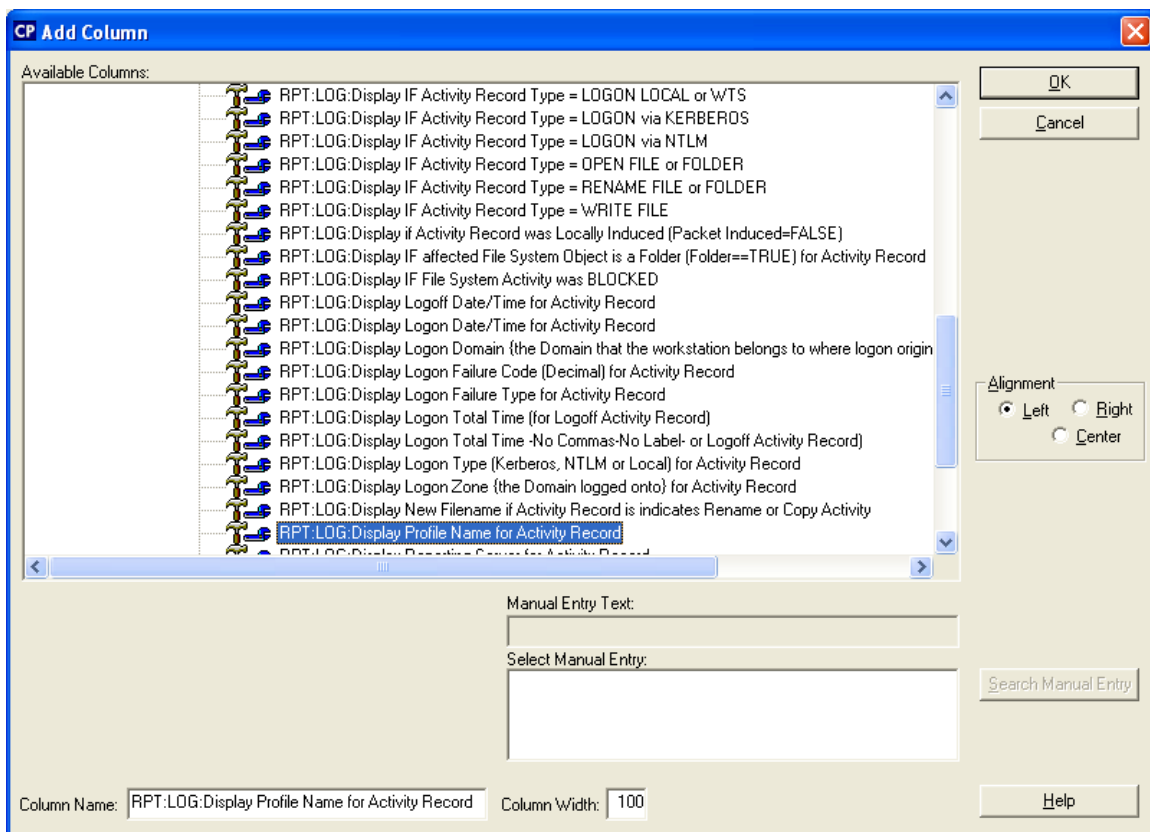 CP Add Column
Available Columns:
RPT:LOG:Display IF Activity Record Type = LOGON LOCAL or WTS
RPT:LOG:Display IF Activity Record Type = LOGON via KERBEROS
RPT:LOG:Display IF Activity Record Type = LOGON via NTLM
RPT:LOG:Display IF Activity Record Type = OPEN FILE or FOLDER
RPT:LOG:Display IF Activity Record Type = RENAME FILE or FOLDER
RPT:LOG:Display IF Activity Record Type = WRITE FILE
RPT:LOG:Display if Activity Record was Locally Induced (Packet Induced=FALSE)
RPT:LOG:Display IF affected File System Object is a Folder (Folder==TRUE) for Activity Record
RPT:LOG:Display IF File System Activity was BLOCKED
RPT:LOG:Display Logoff Date/Time for Activity Record
RPT:LOG:Display Logon Date/Time for Activity Record
RPT:LOG:Display Logon Domain {the Domain that the workstation belongs to where logon origin
RPT:LOG:Display Logon Failure Code (Decimal) for Activity Record
RPT:LOG:Display Logon Failure Type for Activity Record
RPT:LOG:Display Logon Total Time (for Logoff Activity Record)
RPT:LOG:Display Logon Total Time -No Commas-No Label- or Logoff Activity Record)
RPT:LOG:Display Logon Type (Kerberos, NTLM or Local) for Activity Record
RPT:LOG:Display Logon Zone {the Domain logged onto} for Activity Record
RPT:LOG:Display New Filename if Activity Record is indicates Rename or Copy Activity
RPT:LOG:Display Profile Name for Activity Record
RPT:LOG:Display Reporting Server for Activity Record
OK
Cancel
Alignment
Left
Right
Center
Manual Entry Text:
Select Manual Entry:
Search Manual Entry
Column Name: RPT:LOG:Display Profile Name for Activity Record
Column Width: 100
Help